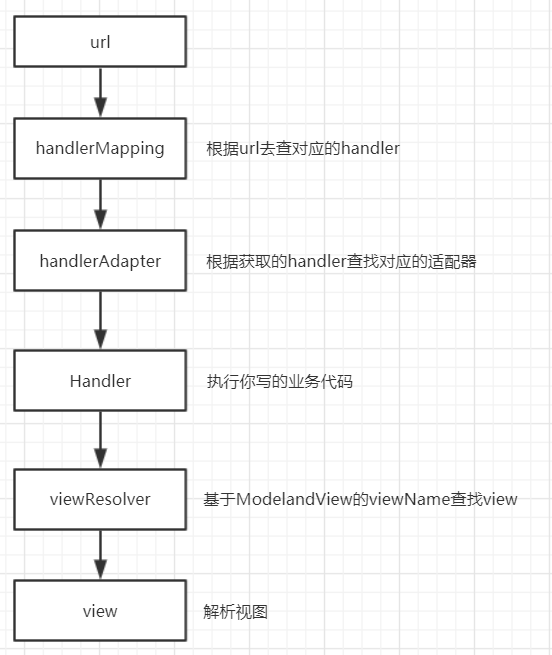 url
handlerMapping 根据url去查对应的handler
handlerAdapter 根据获取的handler查找对应的适配器
Handler 执行你写的业务代码
viewResolver 基于ModelandView的viewName查找view
view 解析视图